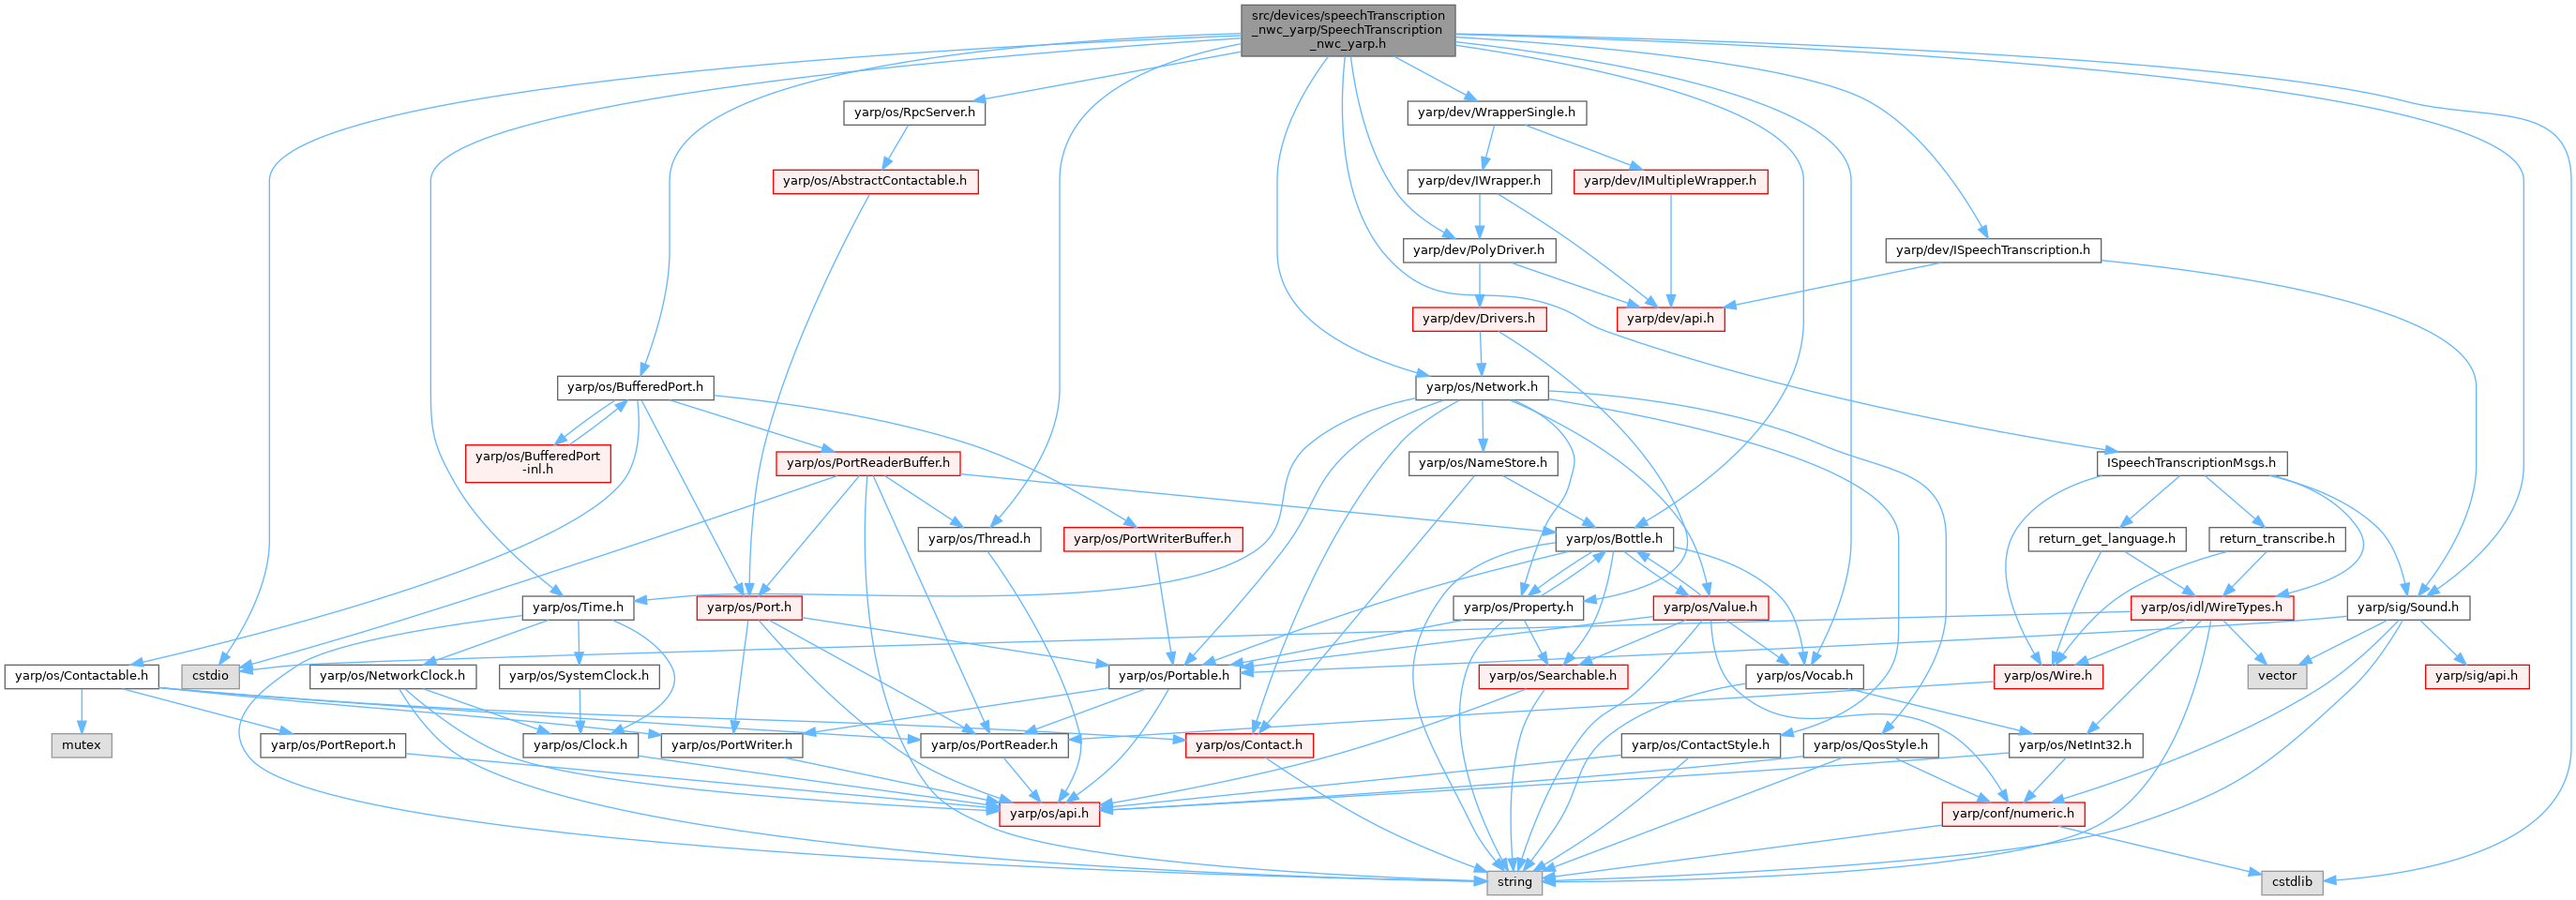 src/devices/speechTranscription
_nwc_yarp/SpeechTranscription
_nwc_yarp.h
yarp/os/RpcServer.h
yarp/dev/WrapperSingle.h
yarp/os/AbstractContactable.h
yarp/dev/IWrapper.h
yarp/dev/IMultipleWrapper.h
yarp/dev/PolyDriver.h
yarp/dev/ISpeechTranscription.h
yarp/dev/Drivers.h
yarp/dev/api.h
yarp/os/BufferedPort.h
yarp/os/Network.h
yarp/os/BufferedPort
-inl.h
yarp/os/PortReaderBuffer.h
yarp/os/NameStore.h
ISpeechTranscriptionMsgs.h
yarp/os/Thread.h
yarp/os/PortWriterBuffer.h
yarp/os/Bottle.h
return_get_language.h
return_transcribe.h
yarp/os/Time.h
yarp/os/Port.h
yarp/os/Property.h
yarp/os/Value.h
yarp/os/idl/WireTypes.h
yarp/sig/Sound.h
yarp/os/Contactable.h
cstdio
yarp/os/NetworkClock.h
yarp/os/SystemClock.h
yarp/os/Portable.h
yarp/os/Searchable.h
yarp/os/Vocab.h
yarp/os/Wire.h
vector
yarp/sig/api.h
mutex
yarp/os/PortReport.h
yarp/os/Clock.h
yarp/os/PortWriter.h
yarp/os/PortReader.h
yarp/os/Contact.h
yarp/os/ContactStyle.h
yarp/os/QosStyle.h
yarp/os/NetInt32.h
yarp/os/api.h
yarp/conf/numeric.h
string
cstdlib